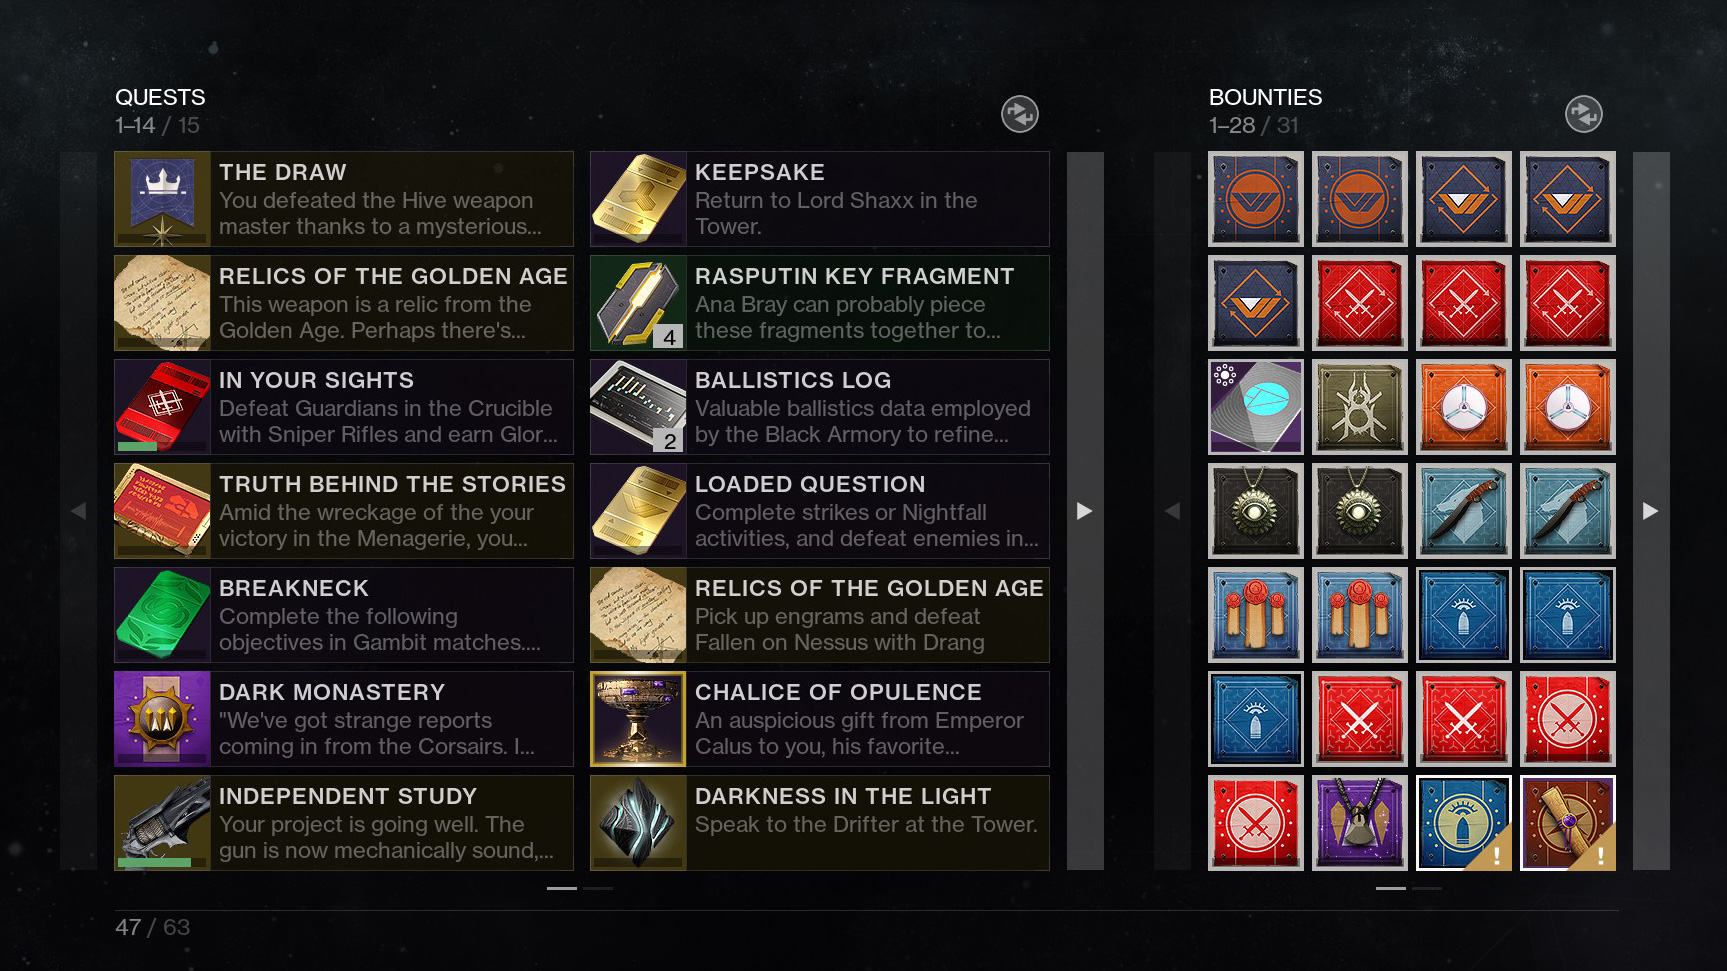 QUESTS
1–14 / 15
THE DRAW
You defeated the Hive weapon
master thanks to a mysterious...
KEEPSAKE
Return to Lord Shaxx in the
Tower.
RELICS OF THE GOLDEN AGE
This weapon is a relic from the
Golden Age. Perhaps there's...
RASPUTIN KEY FRAGMENT
Ana Bray can probably piece
these fragments together to...
4
IN YOUR SIGHTS
Defeat Guardians in the Crucible
with Sniper Rifles and earn Glor...
BALLISTICS LOG
Valuable ballistics data employed
by the Black Armory to refine...
2
TRUTH BEHIND THE STORIES
Amid the wreckage of the your
victory in the Menagerie, you...
LOADED QUESTION
Complete strikes or Nightfall
activities, and defeat enemies in...
BREAKNECK
Complete the following
objectives in Gambit matches....
RELICS OF THE GOLDEN AGE
Pick up engrams and defeat
Fallen on Nessus with Drang
DARK MONASTERY
"We've got strange reports
coming in from the Corsairs. I...
CHALICE OF OPULENCE
An auspicious gift from Emperor
Calus to you, his favorite...
INDEPENDENT STUDY
Your project is going well. The
gun is now mechanically sound,...
DARKNESS IN THE LIGHT
Speak to the Drifter at the Tower.
47 / 63
BOUNTIES
1–28 / 31
!
!